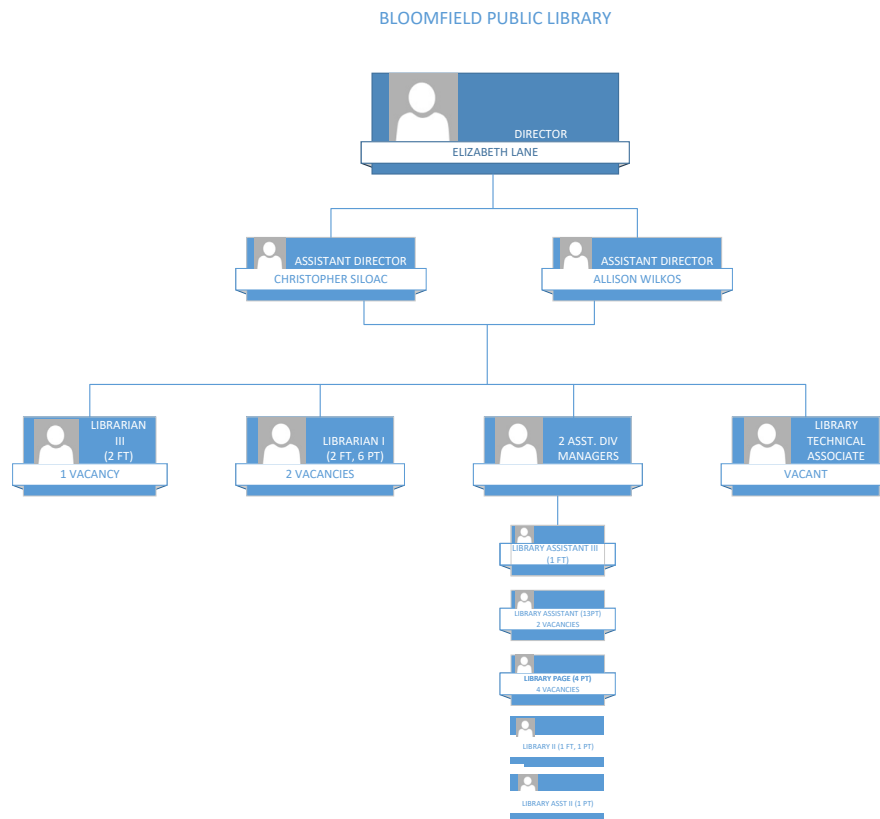 BLOOMFIELD PUBLIC LIBRARY
DIRECTOR
ELIZABETH LANE
ASSISTANT DIRECTOR
CHRISTOPHER SILOAC
ASSISTANT DIRECTOR
ALLISON WILKOS
LIBRARIAN
III
(2 FT)
1 VACANCY
LIBRARIAN I
(2 FT, 6 PT)
2 VACANCIES
2 ASST. DIV
MANAGERS
LIBRARY
TECHNICAL
ASSOCIATE
VACANT
LIBRARY ASSISTANT III
(1 FT)
LIBRARY ASSISTANT (13PT)
2 VACANCIES
LIBRARY PAGE (4 PT)
4 VACANCIES
LIBRARY II (1 FT, 1 PT)
LIBRARY ASST II (1 PT)